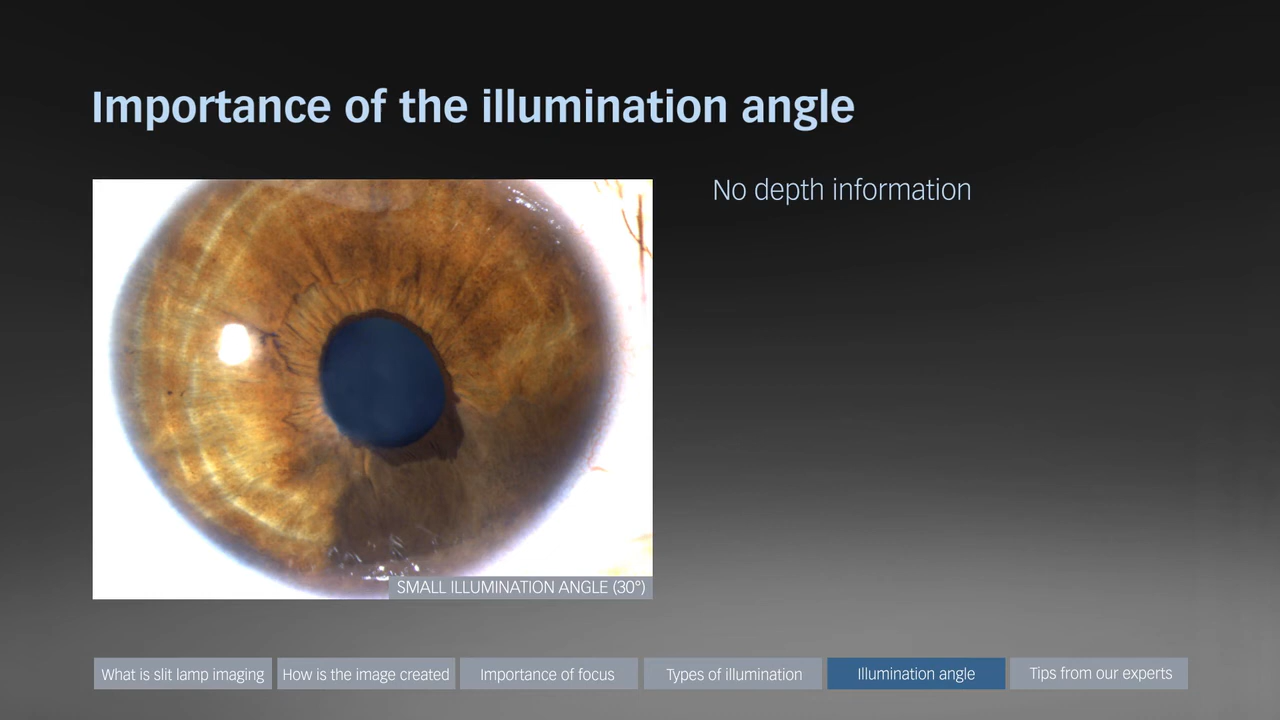 Importance of the illumination angle
No depth information
SMALL ILLUMINATION ANGLE (30°)
What is slit lamp imaging
How is the image created
Importance of focus
Types of illumination
Illumination angle
Tips from our experts